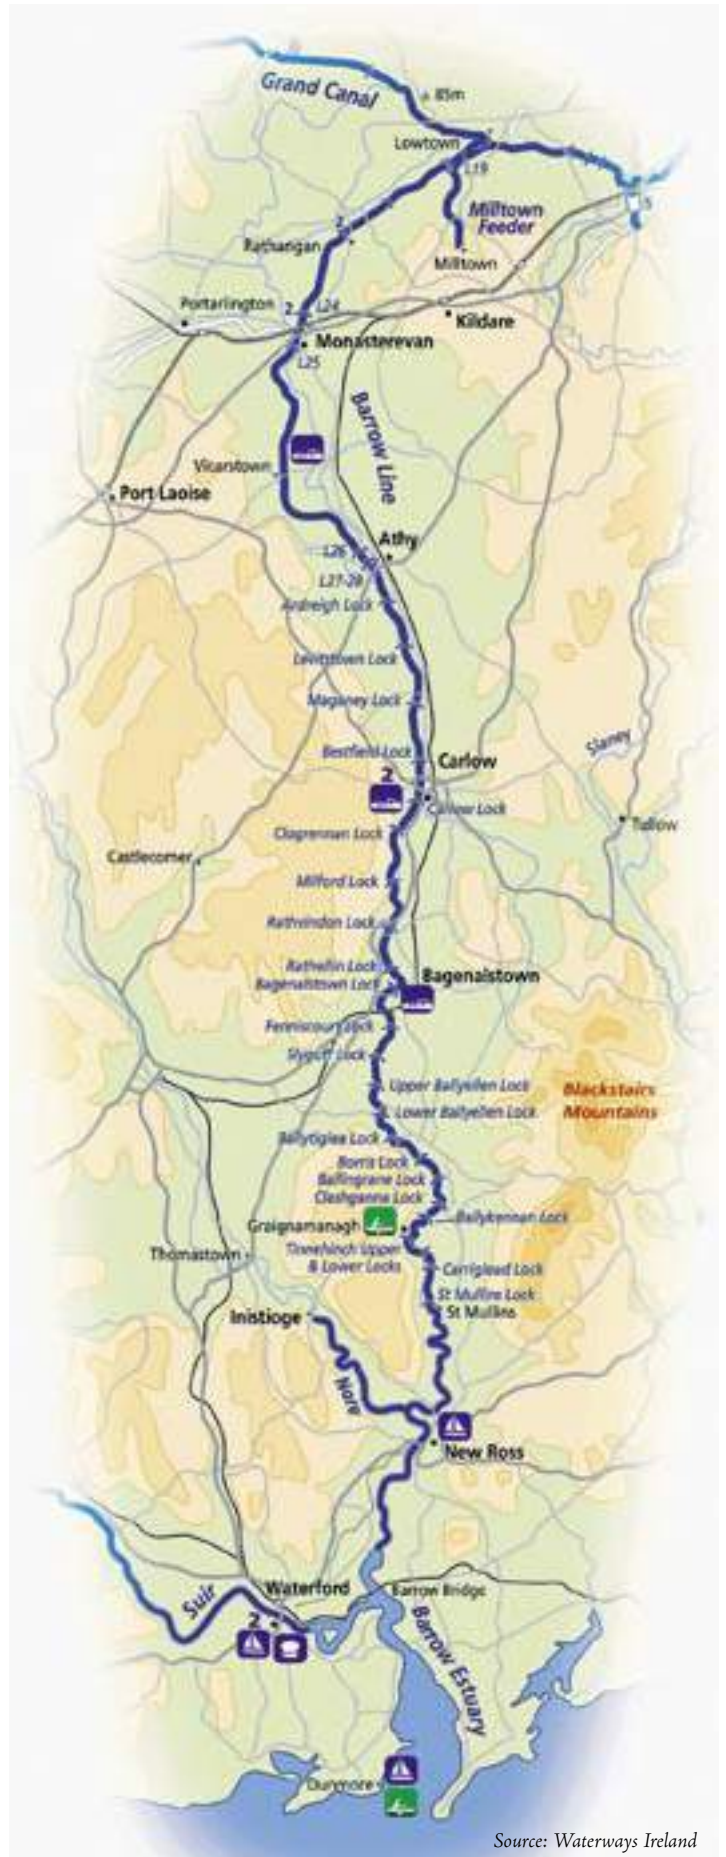 Grand Canal
85m
Lowtown
L19
Milltown
Feeder
2
Rathangan
Milltown
5
Portarlington
2
L24
Kildare
Monasterevan
L25
Barrow Line
Vicarstown
Port Laoise
Athy
L26
L27-28
Ardreigh Lock
Levitstown Lock
Maganey Lock
Bestfield Lock
Carlow
Slaney
2
Carlow Lock
Tullow
Clogrennan Lock
Castlecomer
Milford Lock
Rathvindon Lock
Rathellin Lock
Bagenalstown
Bagenalstown Lock
Fenniscourt Lock
Slyguff Lock
Upper Ballyellen Lock
Blackstairs
Mountains
Lower Ballyellen Lock
Ballytiglea Lock
Borris Lock
Ballingrane Lock
Clashganna Lock
Ballykennan Lock
Graignamanagh
Thomastown
Tinnehinch Upper
& Lower Locks
Carriglead Lock
St Mullins Lock
St Mullins
Inistioge
Nore
New Ross
Waterford
Barrow Bridge
Suir
2
Barrow Estuary
Dunmore
Source: Waterways Ireland